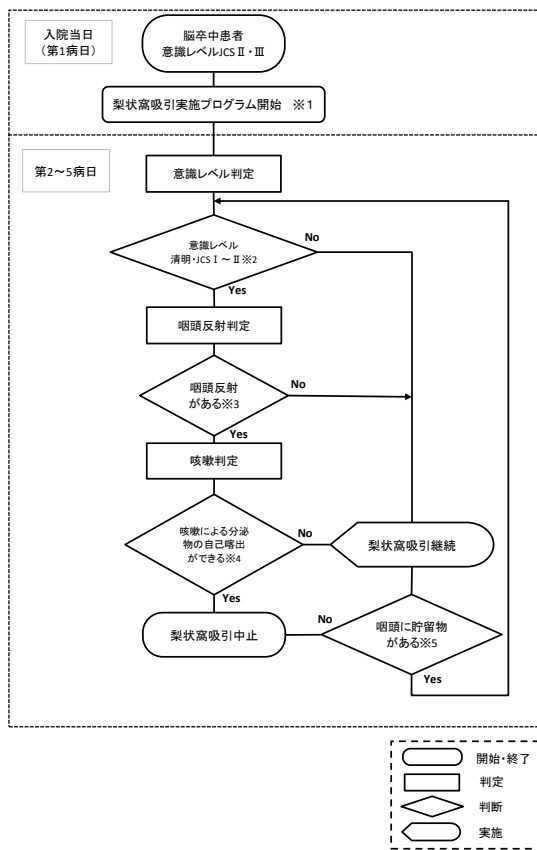 入院当日
（第1病日）
脳卒中患者
意識レベルJCSⅡ・Ⅲ
梨状窩吸引実施プログラム開始　※1
第2～5病日
意識レベル判定
意識レベル
清明・JCSⅠ～Ⅱ※2
No
Yes
咽頭反射判定
咽頭反射
がある※3
No
Yes
咳嗽判定
咳嗽による分泌
物の自己喀出
ができる※4
No
梨状窩吸引継続
Yes
梨状窩吸引中止
No
咽頭に貯留物
がある※5
Yes
開始・終了
判定
判断
実施